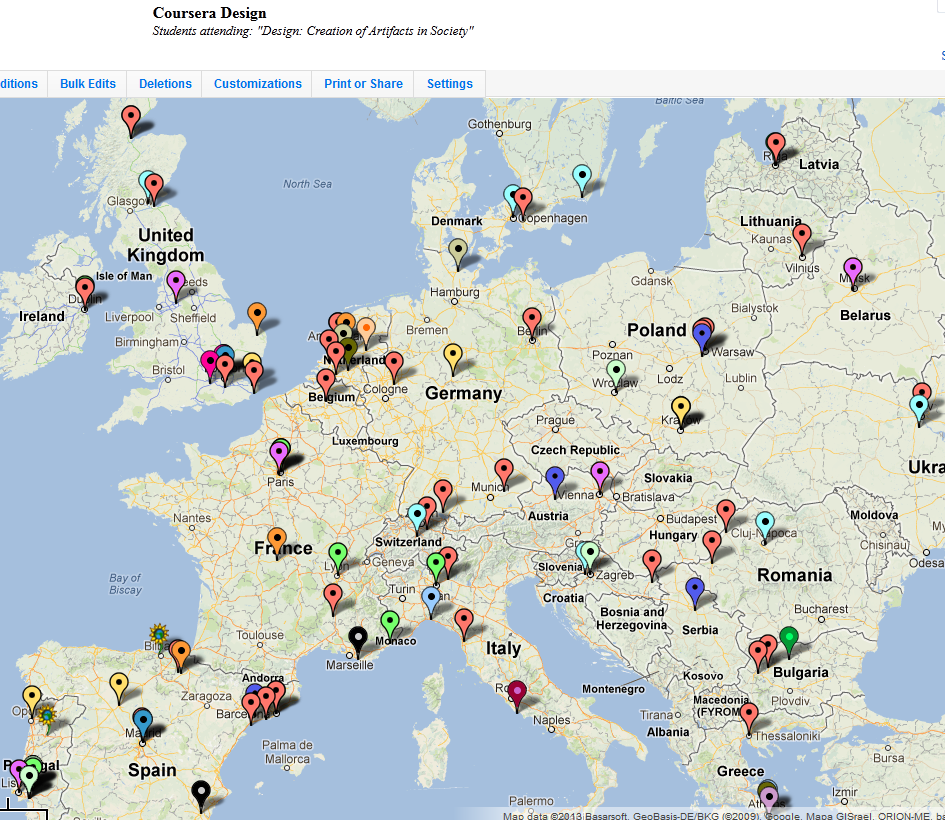 Coursera Design
Students attending: "Design: Creation of Artifacts in Society"
Bulk Edits
Deletions
Customizations
Print or Share
Settings
Baltic Sea
Gothenburg
Latvia
North Sea
Glasgow
Denmark
Copenhagen
Lithuania
United
Kingdom
Kaunas
Vilnius
Isle of Man
Leeds
Minsk
Gdansk
Dublin
Hamburg
Ireland
Liverpool
Sheffield
Bialystok
Belarus
Bremen
Berlin
Poland
Birmingham
Warsaw
Poznan
Netherland
Bristol
Lodz
Lublin
Wroclaw
Cologne
Germany
Belgium
Krakow
Prague
Luxembourg
Czech Republic
Ukra
Paris
Slovakia
Munich
Vienna
Bratislava
Nantes
Austria
Budapest
Moldova
Cluj-Napoca
Hungary
Switzerland
Chisinau
France
Geneva
Slovenia
Zagreb
Odesa
Lyon
Romania
Bay of
Biscay
Turin
Croatia
Bosnia and
Herzegovina
Bucharest
Serbia
Toulouse
Monaco
Italy
Marseille
Kosovo
Bulgaria
Andorra
Montenegro
Zaragoza
Macedonia
(FYROM)
Plovdiv
Barcelona
Tirana
Naples
Madrid
Albania
Thessaloniki
Palma de
Mallorca
Bursa
Portugal
Spain
Greece
Izmir
Palermo
Athens
Map data ©2013 Basarsoft, GeoBasis-DE/BKG (©2009), Google, Mapa GISrael, ORION-ME,